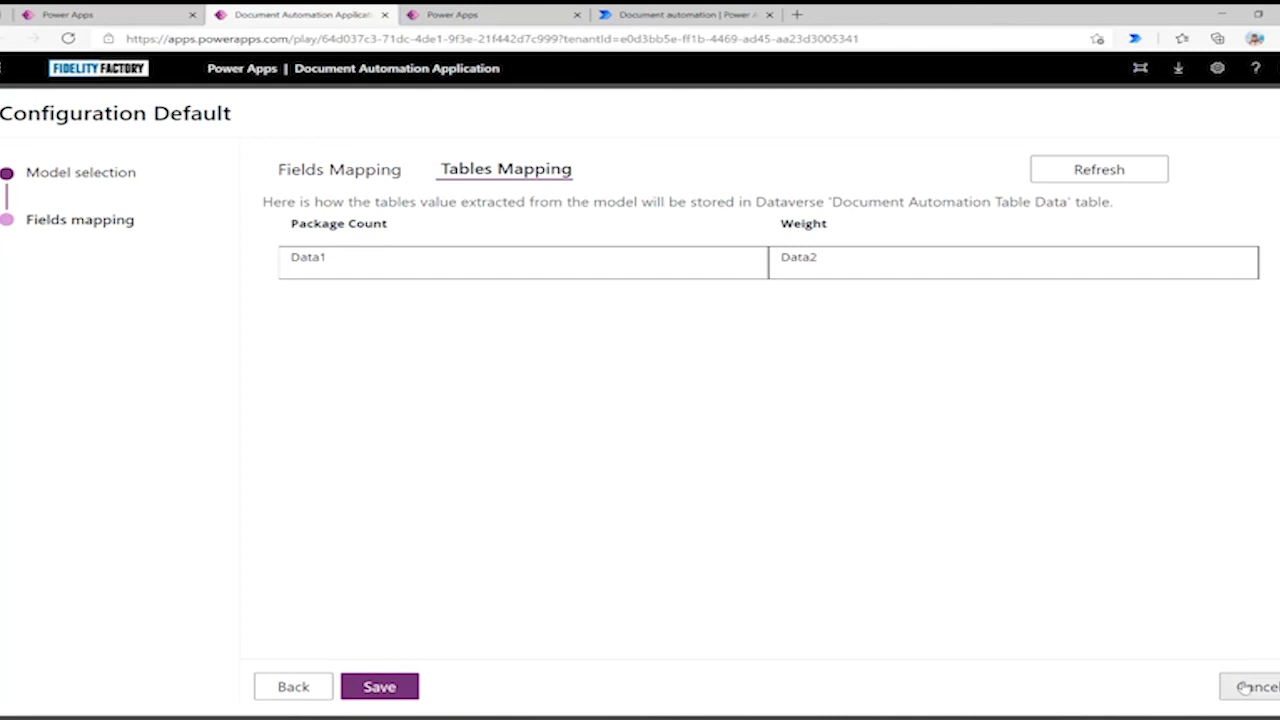 Power Apps
Document Automation Applicat
Power Apps
Document automation | Power A
https://apps.powerapps.com/play/64d037c3-71dc-4de1-9f3e-21f442d7c999?tenantId=e0d3bb5e-ff1b-4469-ad45-aa23d3005341
FIDELITY FACTORY
Power Apps | Document Automation Application
Configuration Default
Model selection
Fields mapping
Fields Mapping
Tables Mapping
Refresh
Here is how the tables value extracted from the model will be stored in Dataverse 'Document Automation Table Data' table.
Package Count
Weight
Data1
Data2
Back
Save
Cancel